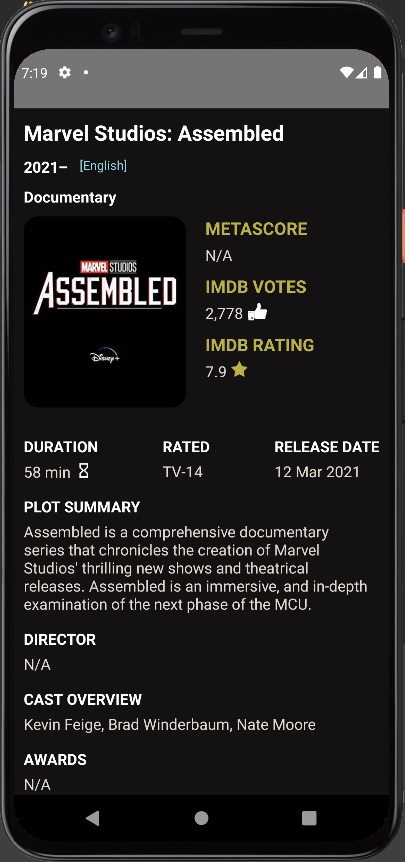 7:19
Marvel Studios: Assembled
2021– [English]
Documentary
MARVEL STUDIOS
ASSEMBLED
Disney+
METASCORE
N/A
IMDB VOTES
2,778
IMDB RATING
7.9
DURATION RATED RELEASE DATE
58 min TV-14 12 Mar 2021
PLOT SUMMARY
Assembled is a comprehensive documentary
series that chronicles the creation of Marvel
Studios' thrilling new shows and theatrical
releases. Assembled is an immersive, and in-depth
examination of the next phase of the MCU.
DIRECTOR
N/A
CAST OVERVIEW
Kevin Feige, Brad Winderbaum, Nate Moore
AWARDS
N/A